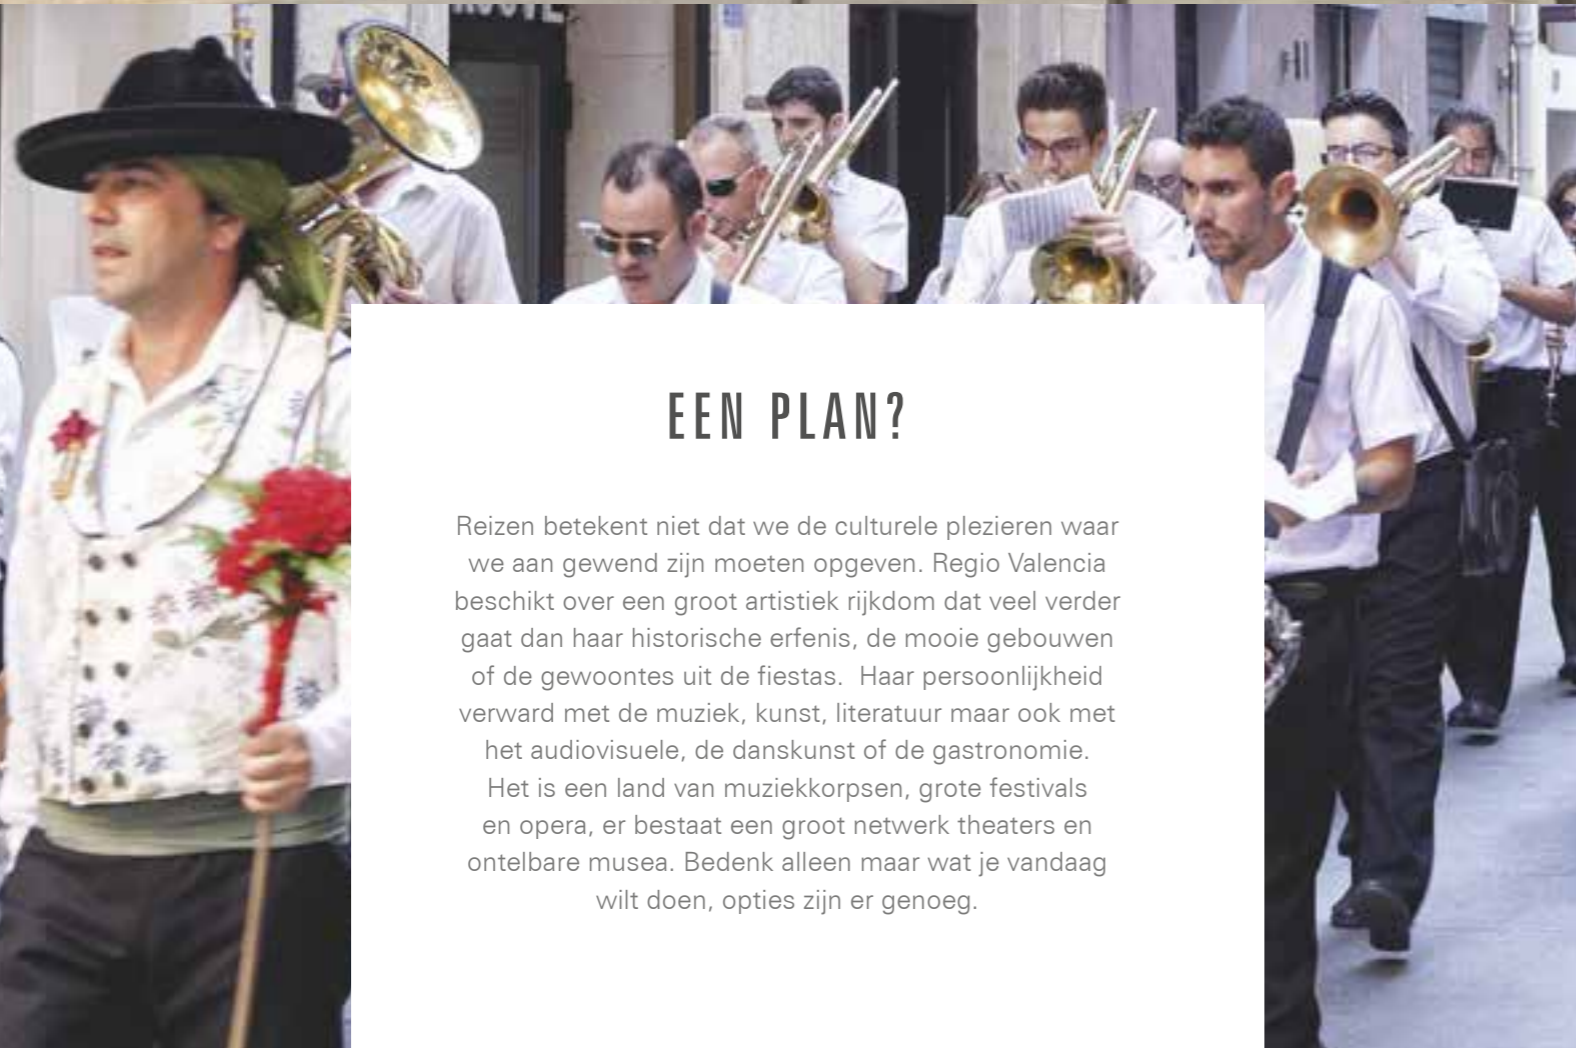 EEN PLAN?
Reizen betekent niet dat we de culturele plezieren waar
we aan gewend zijn moeten opgeven. Regio Valencia
beschikt over een groot artistiek rijkdom dat veel verder
gaat dan haar historische erfenis, de mooie gebouwen
of de gewoontes uit de fiestas.  Haar persoonlijkheid
verward met de muziek, kunst, literatuur maar ook met
het audiovisuele, de danskunst of de gastronomie.
Het is een land van muziekkorpsen, grote festivals
en opera, er bestaat een groot netwerk theaters en
ontelbare musea. Bedenk alleen maar wat je vandaag
wilt doen, opties zijn er genoeg.